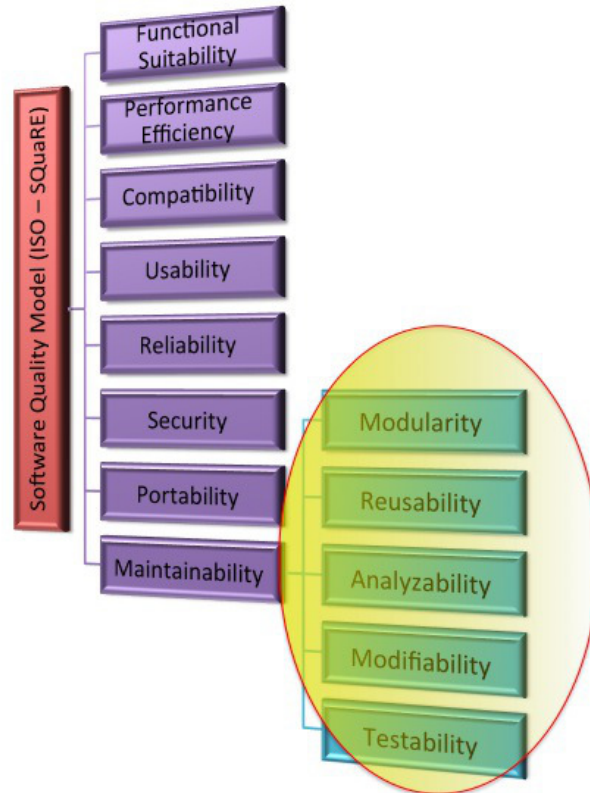 Software Quality Model (ISO – SQuaRE)
Functional
Suitability
Performance
Efficiency
Compatibility
Usability
Reliability
Security
Portability
Maintainability
Modularity
Reusability
Analyzability
Modifiability
Testability